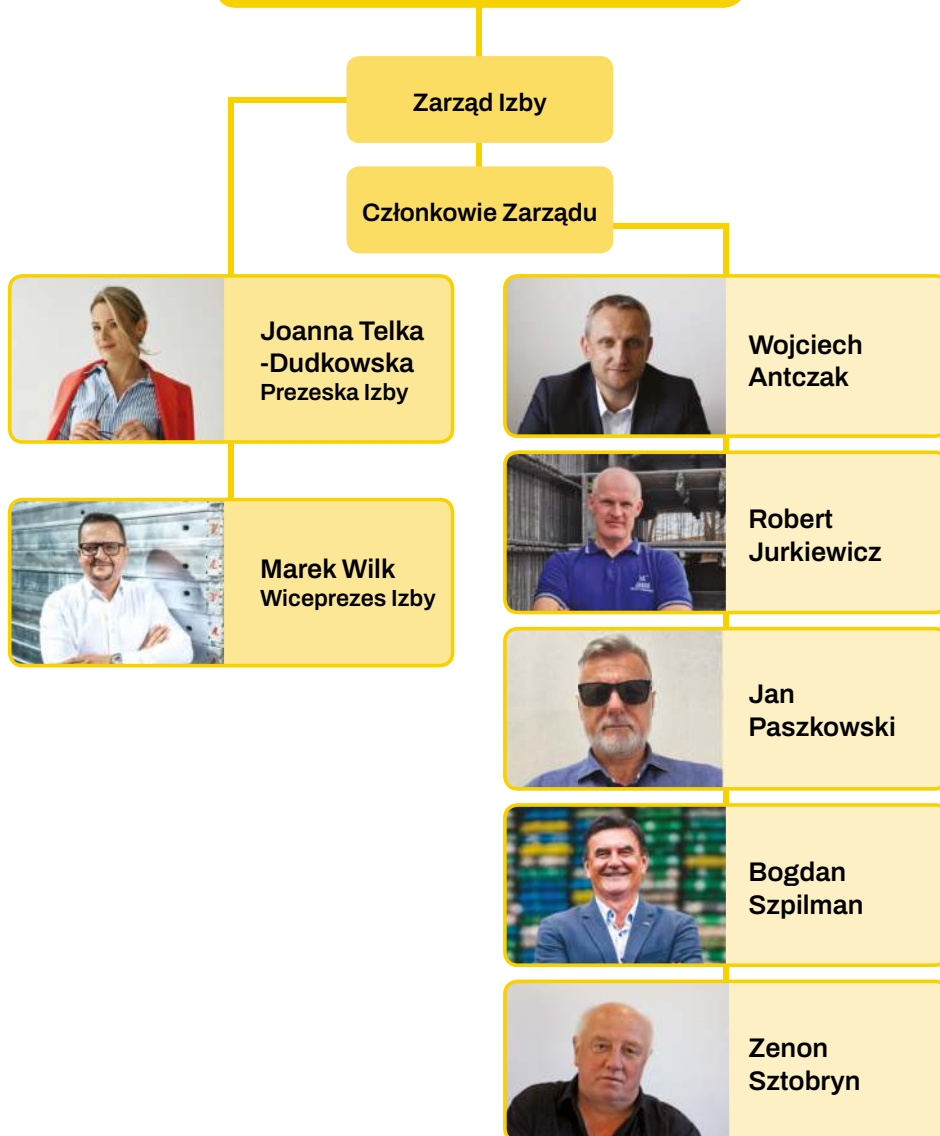 Zarząd Izby
Członkowie Zarządu
Joanna Telka
-Dudkowska
Prezeska Izby
Marek Wilk
Wiceprezes Izby
Wojciech
Antczak
Robert
Jurkiewicz
Jan
Paszkowski
Bogdan
Szpilman
Zenon
Sztobryn